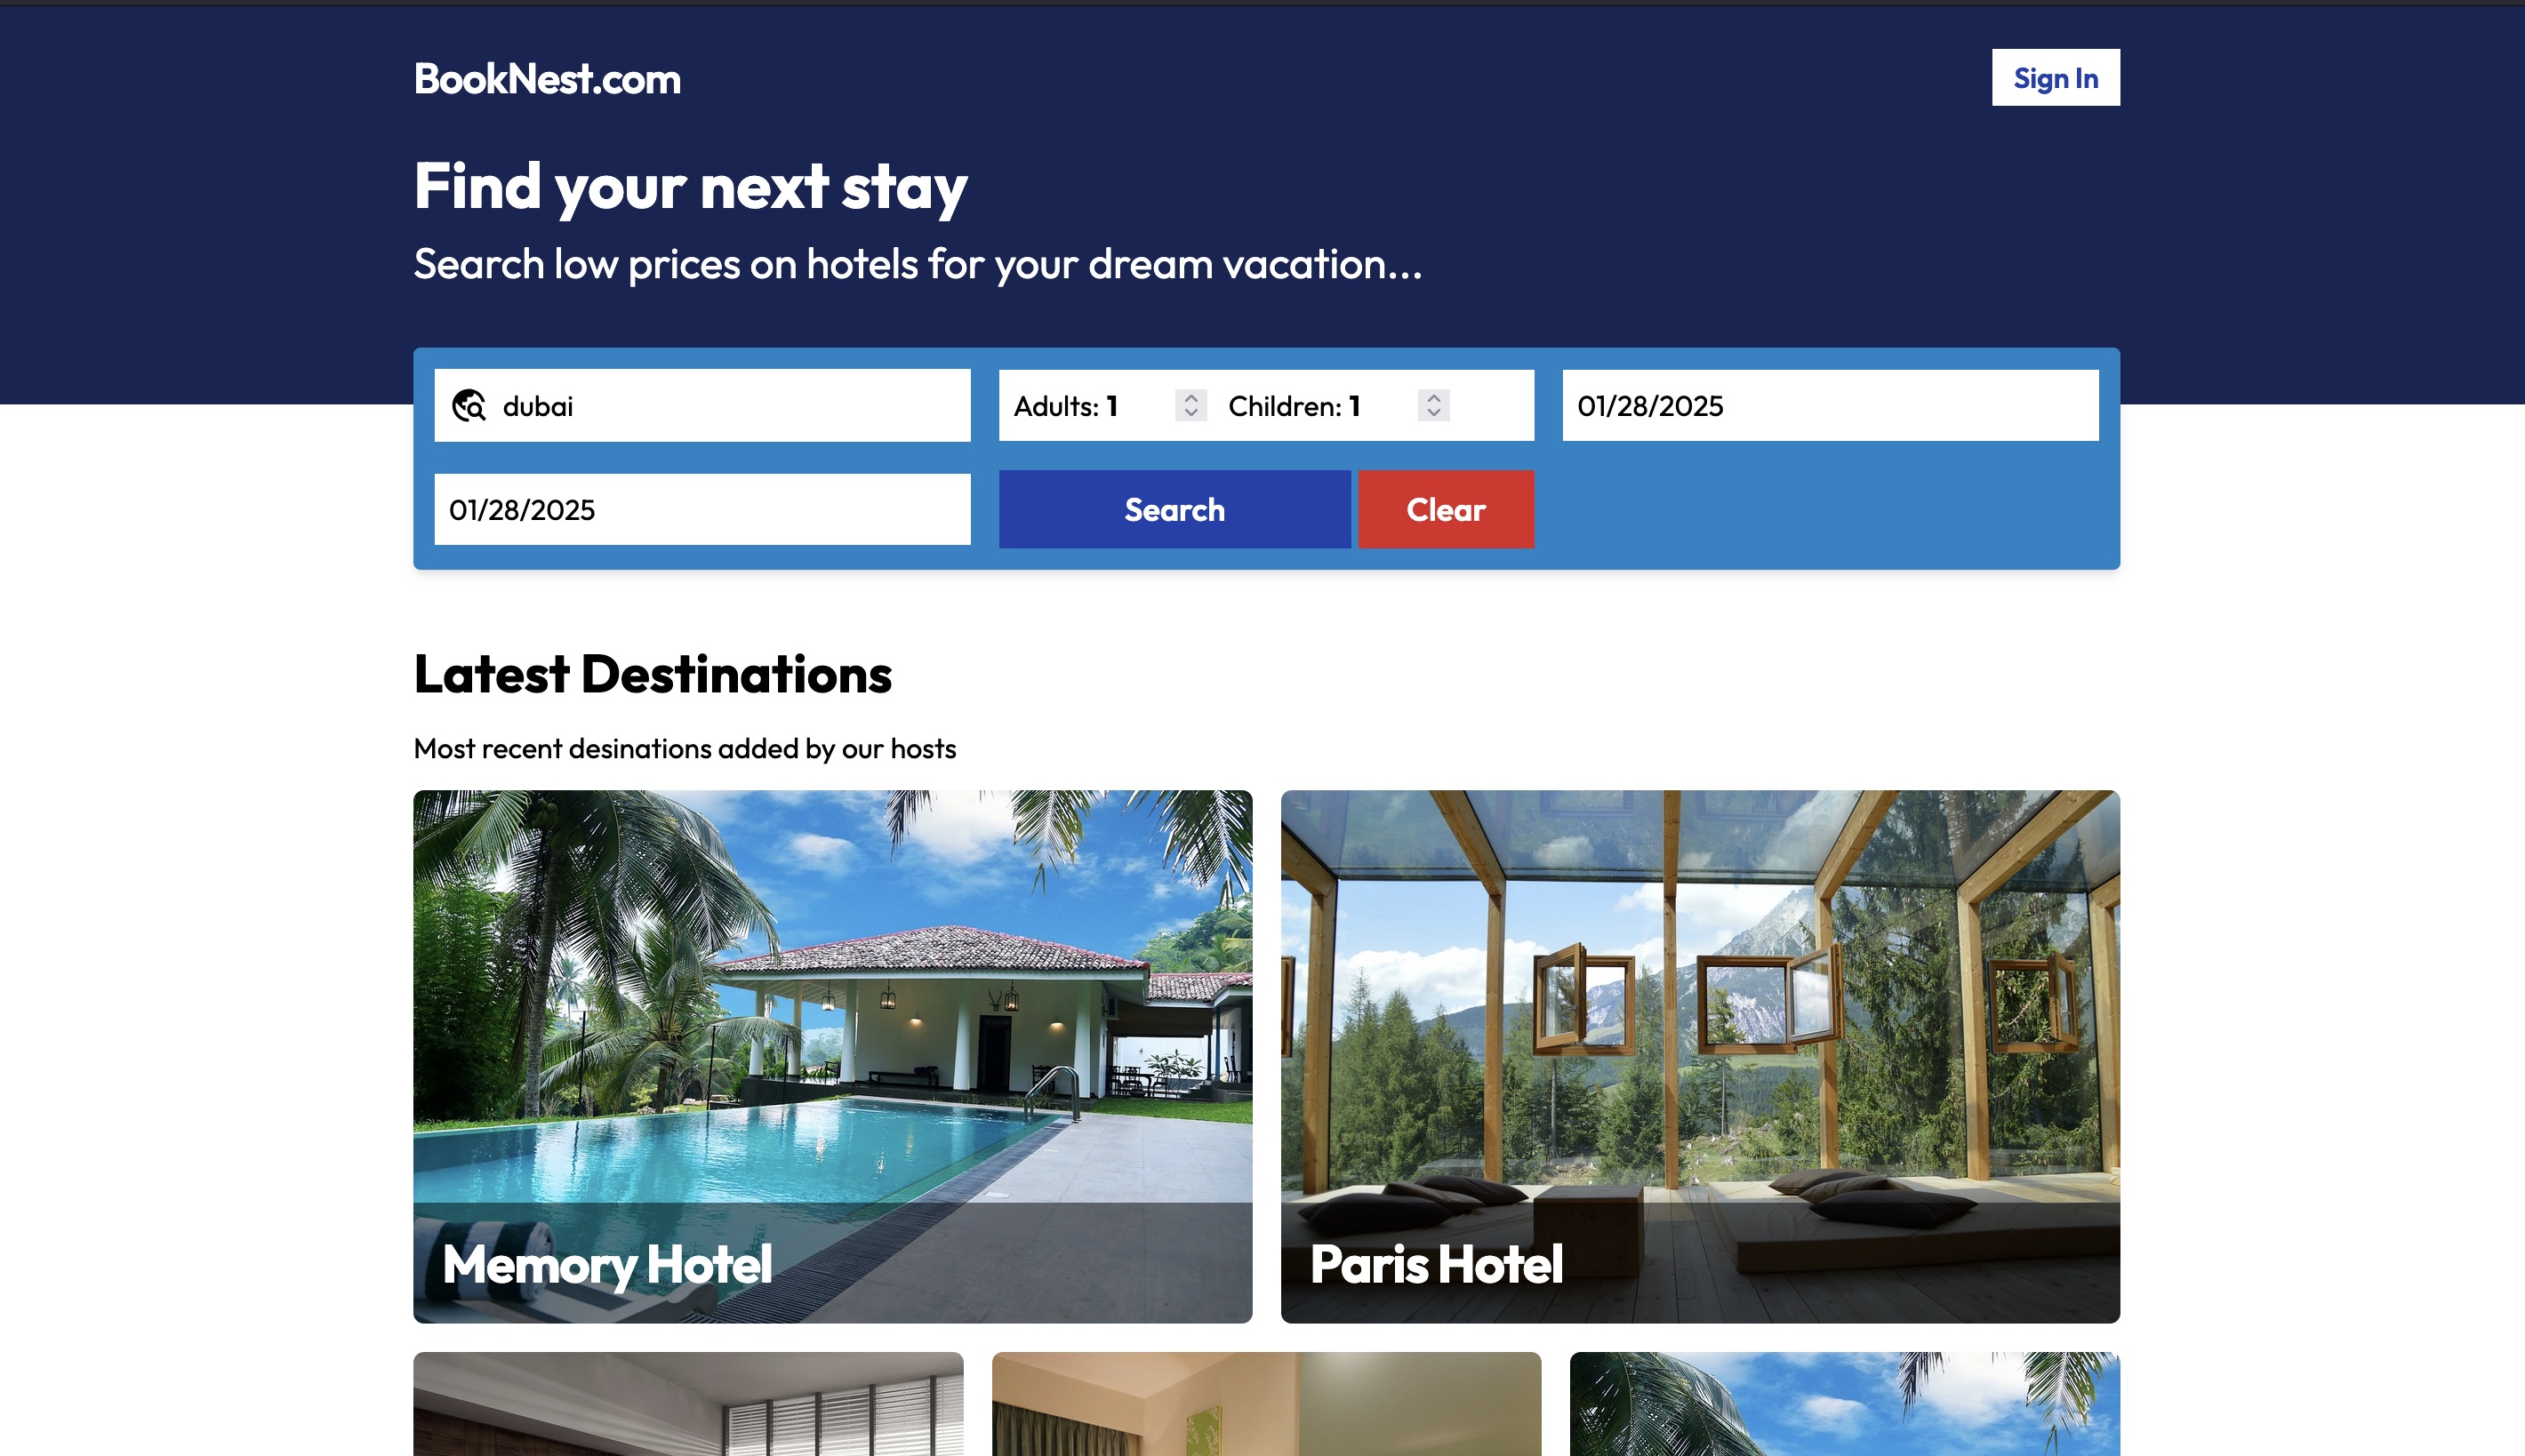 BookNest.com
Sign In
Find your next stay
Search low prices on hotels for your dream vacation...
dubai
Adults: 1
Children: 1
01/28/2025
01/28/2025
Search
Clear
Latest Destinations
Most recent desinations added by our hosts
Memory Hotel
Paris Hotel